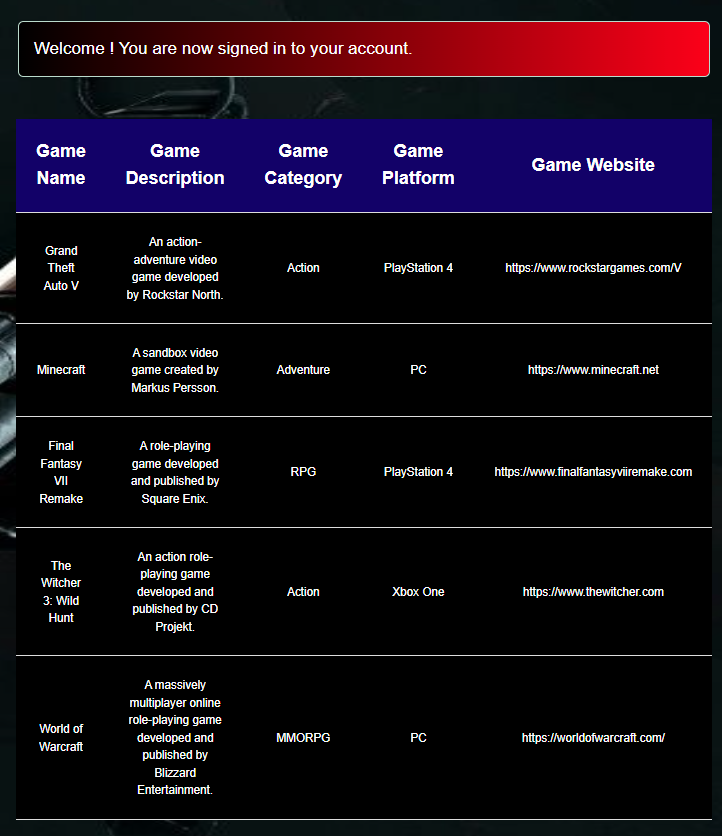 Welcome ! You are now signed in to your account.
Game Name
Game Description
Game Category
Game Platform
Game Website
Grand
Theft
Auto V
An action-
adventure video
game developed
by Rockstar North.
Action
PlayStation 4
https://www.rockstargames.com/V
Minecraft
A sandbox video
game created by
Markus Persson.
Adventure
PC
https://www.minecraft.net
Final
Fantasy
VII
Remake
A role-playing
game developed
and published by
Square Enix.
RPG
PlayStation 4
https://www.finalfantasyviiremake.com
The
Witcher
3: Wild
Hunt
An action role-
playing game
developed and
published by CD
Projekt.
Action
Xbox One
https://www.thewitcher.com
World of
Warcraft
A massively
multiplayer online
role-playing game
developed and
published by
Blizzard
Entertainment.
MMORPG
PC
https://worldofwarcraft.com/